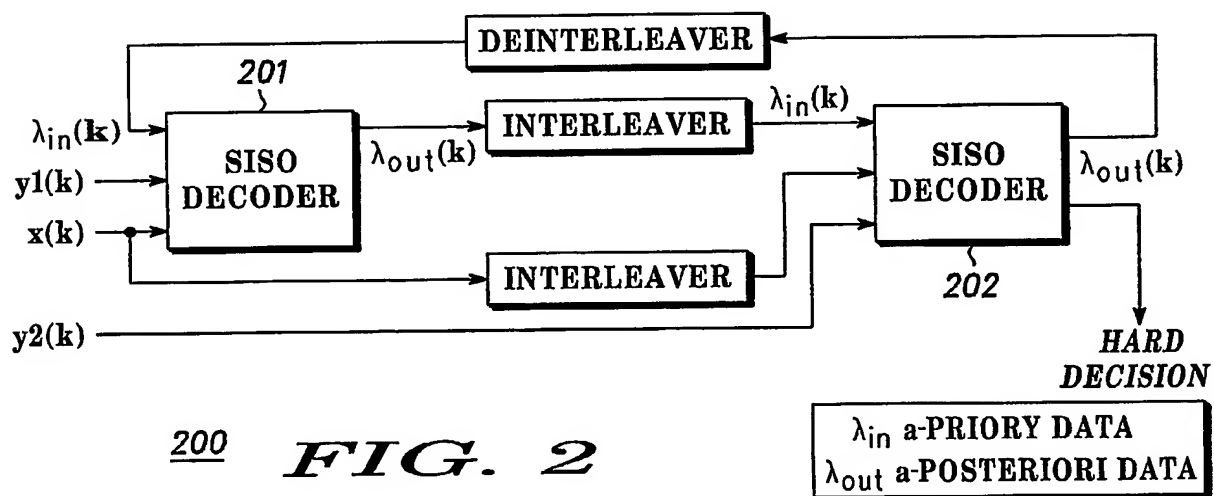 DEINTERLEAVER
201
λin(k)
SISO
DECODER
λout(k)
INTERLEAVER
λin(k)
SISO
DECODER
λout(k)
y1(k)
x(k)
INTERLEAVER
202
y2(k)
HARD
DECISION
200 FIG. 2
λin a-PRIORY DATA
λout a-POSTERIORI DATA